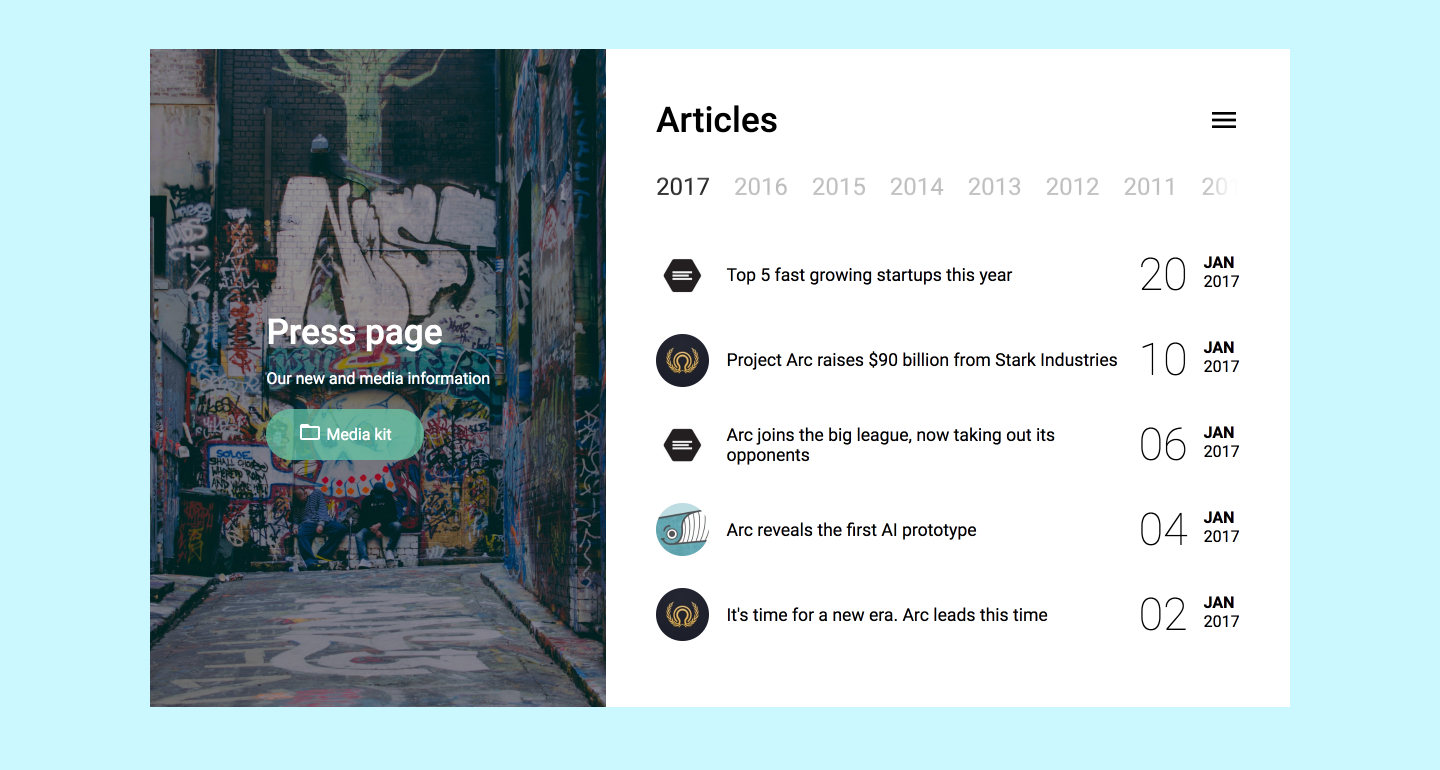 Press page
Our new and media information
Media kit
SHALL
Articles
2017 2016 2015 2014 2013 2012 2011 201
Top 5 fast growing startups this year
20 JAN
2017
Project Arc raises $90 billion from Stark Industries
10 JAN
2017
Arc joins the big league, now taking out its
opponents
06 JAN
2017
Arc reveals the first AI prototype
04 JAN
2017
It's time for a new era. Arc leads this time
02 JAN
2017